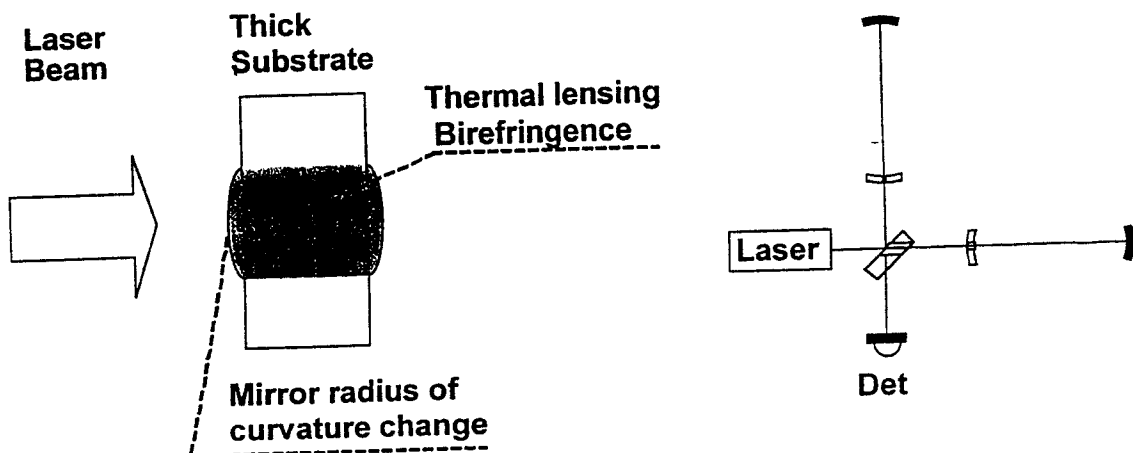 Laser
Beam
Thick
Substrate
Thermal lensing
Birefringence
Mirror radius of
curvature change
Laser
Det